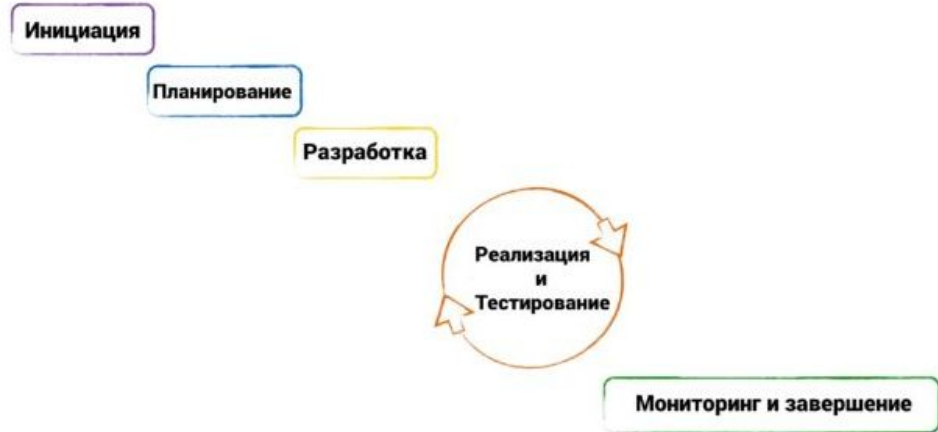 Инициация
Планирование
Разработка
Реализация
и
Тестирование
Мониторинг и завершение